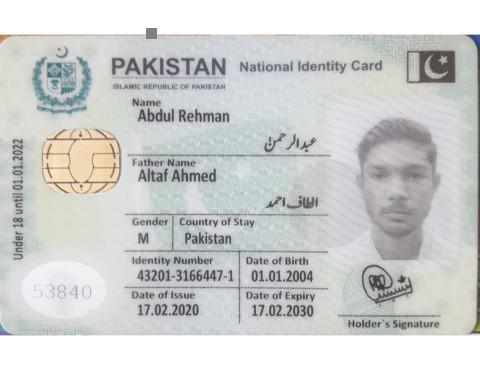 PAKISTAN National Identity Card
ISLAMIC REPUBLIC OF PAKISTAN
Name
Abdul Rehman
عبدالرحمٰن
Father Name
Altaf Ahmed
الطاف احمد
Gender Country of Stay
M Pakistan
Identity Number Date of Birth
43201-3166447-1 01.01.2004
Date of Issue Date of Expiry
17.02.2020 17.02.2030
Under 18 until 01.01.2022
53840
Holder's Signature